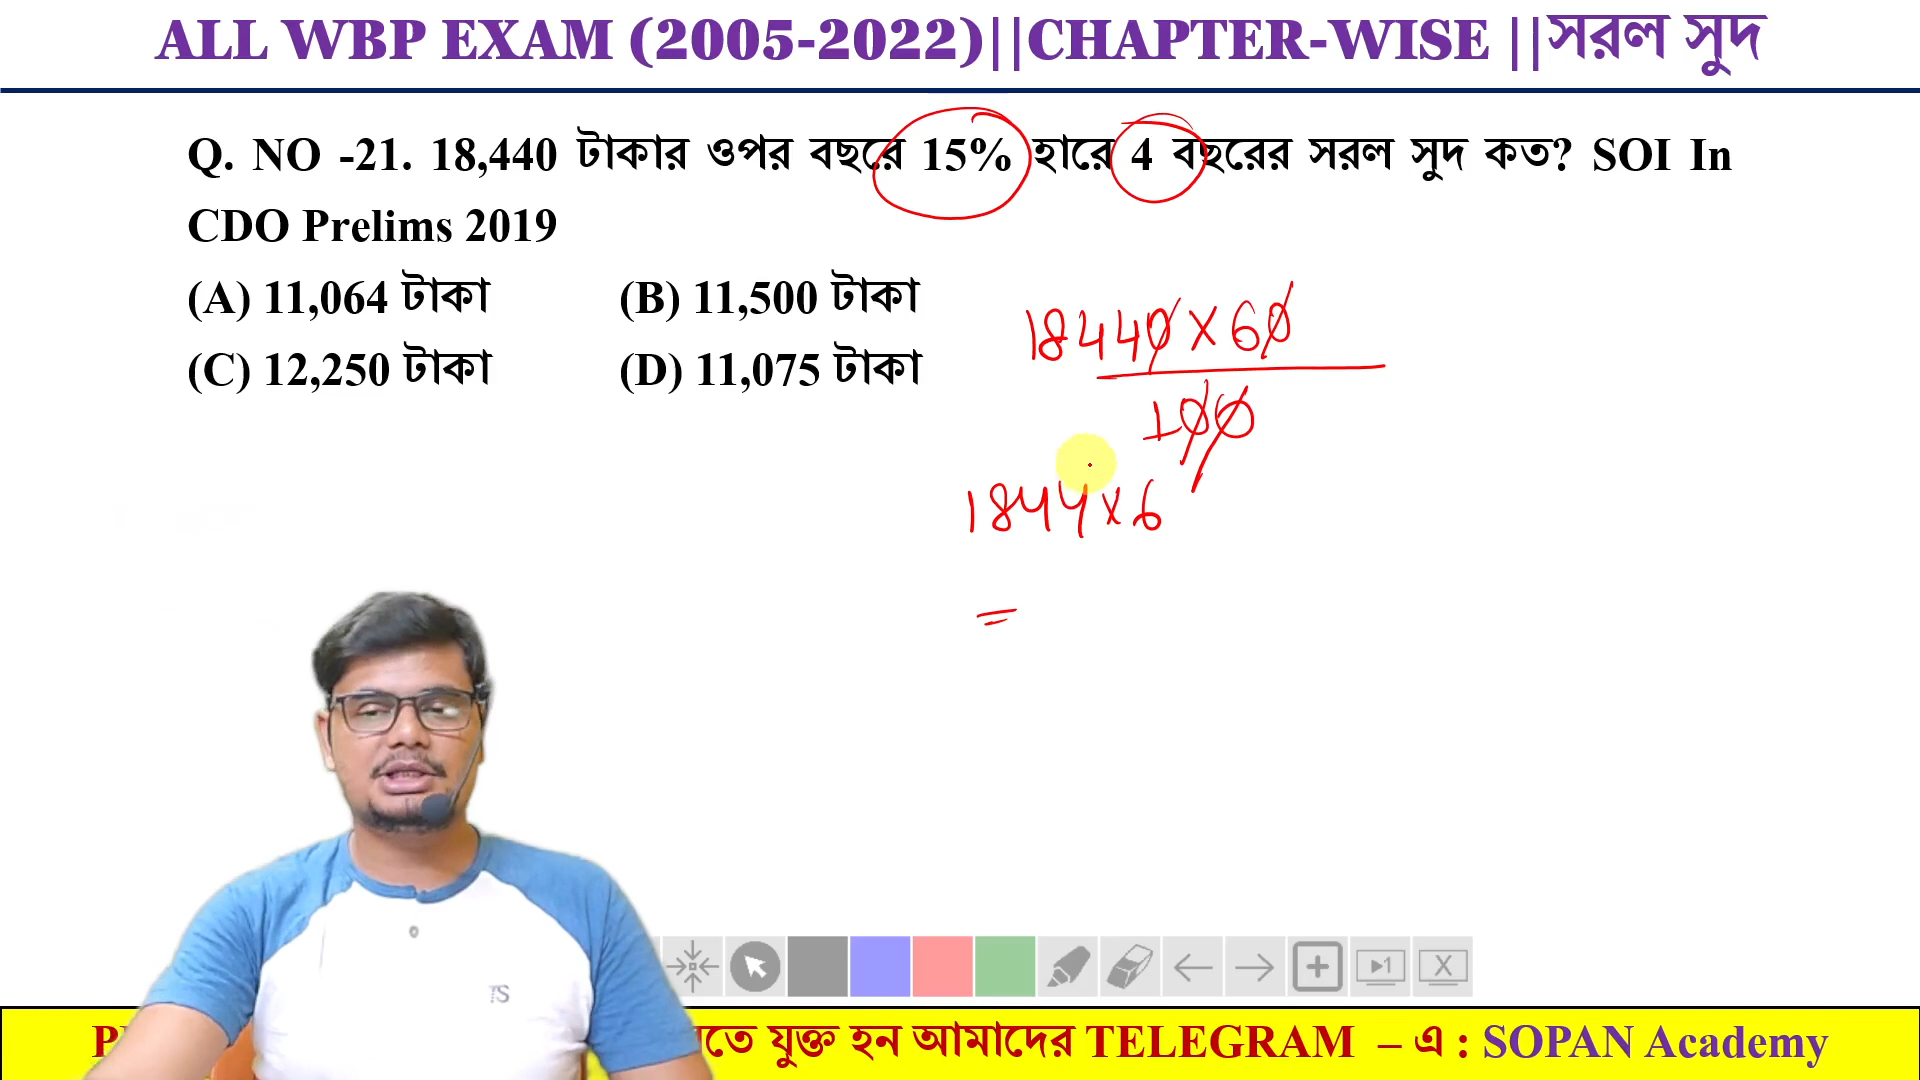 ALL WBP EXAM (2005-2022)||CHAPTER-WISE ||সরল সুদ
Q. NO -21. 18,440 টাকার ওপর বছরে 15% হারে 4 বছরের সরল সুদ কত? SOI In
CDO Prelims 2019
(A) 11,064 টাকা (B) 11,500 টাকা
(C) 12,250 টাকা (D) 11,075 টাকা
18440 × 60
100
1844 × 6
=
TS
যুক্ত হন আমাদের TELEGRAM – এ : SOPAN Academy